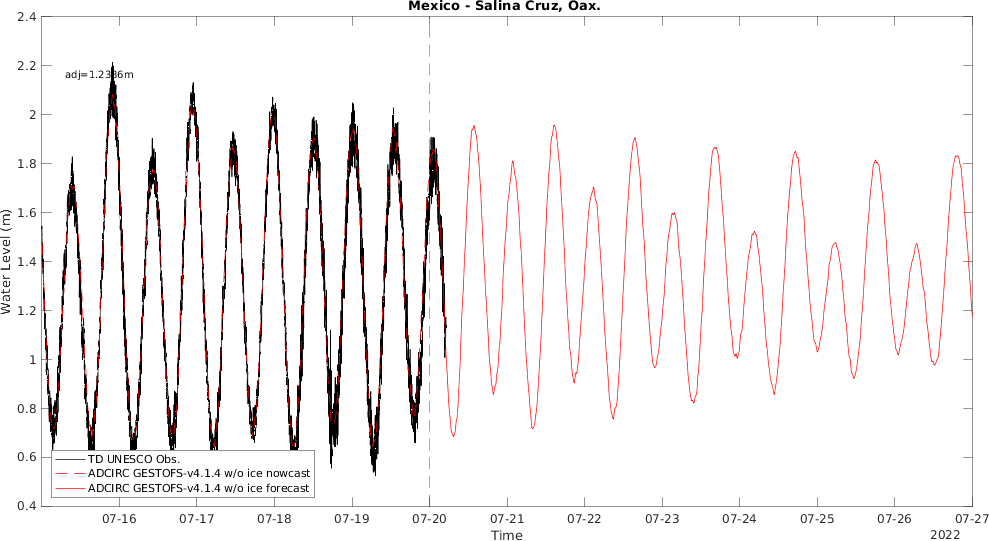 Mexico - Salina Cruz, Oax.
2.4
2.2
2
1.8
1.6
1.4
1.2
1
0.8
0.6
0.4
Water Level (m)
adj=1.2336m
TD UNESCO Obs.
ADCIRC GESTOFS-v4.1.4 w/o ice nowcast
ADCIRC GESTOFS-v4.1.4 w/o ice forecast
07-16 07-17 07-18 07-19 07-20 07-21 07-22 07-23 07-24 07-25 07-26 07-27
Time
2022